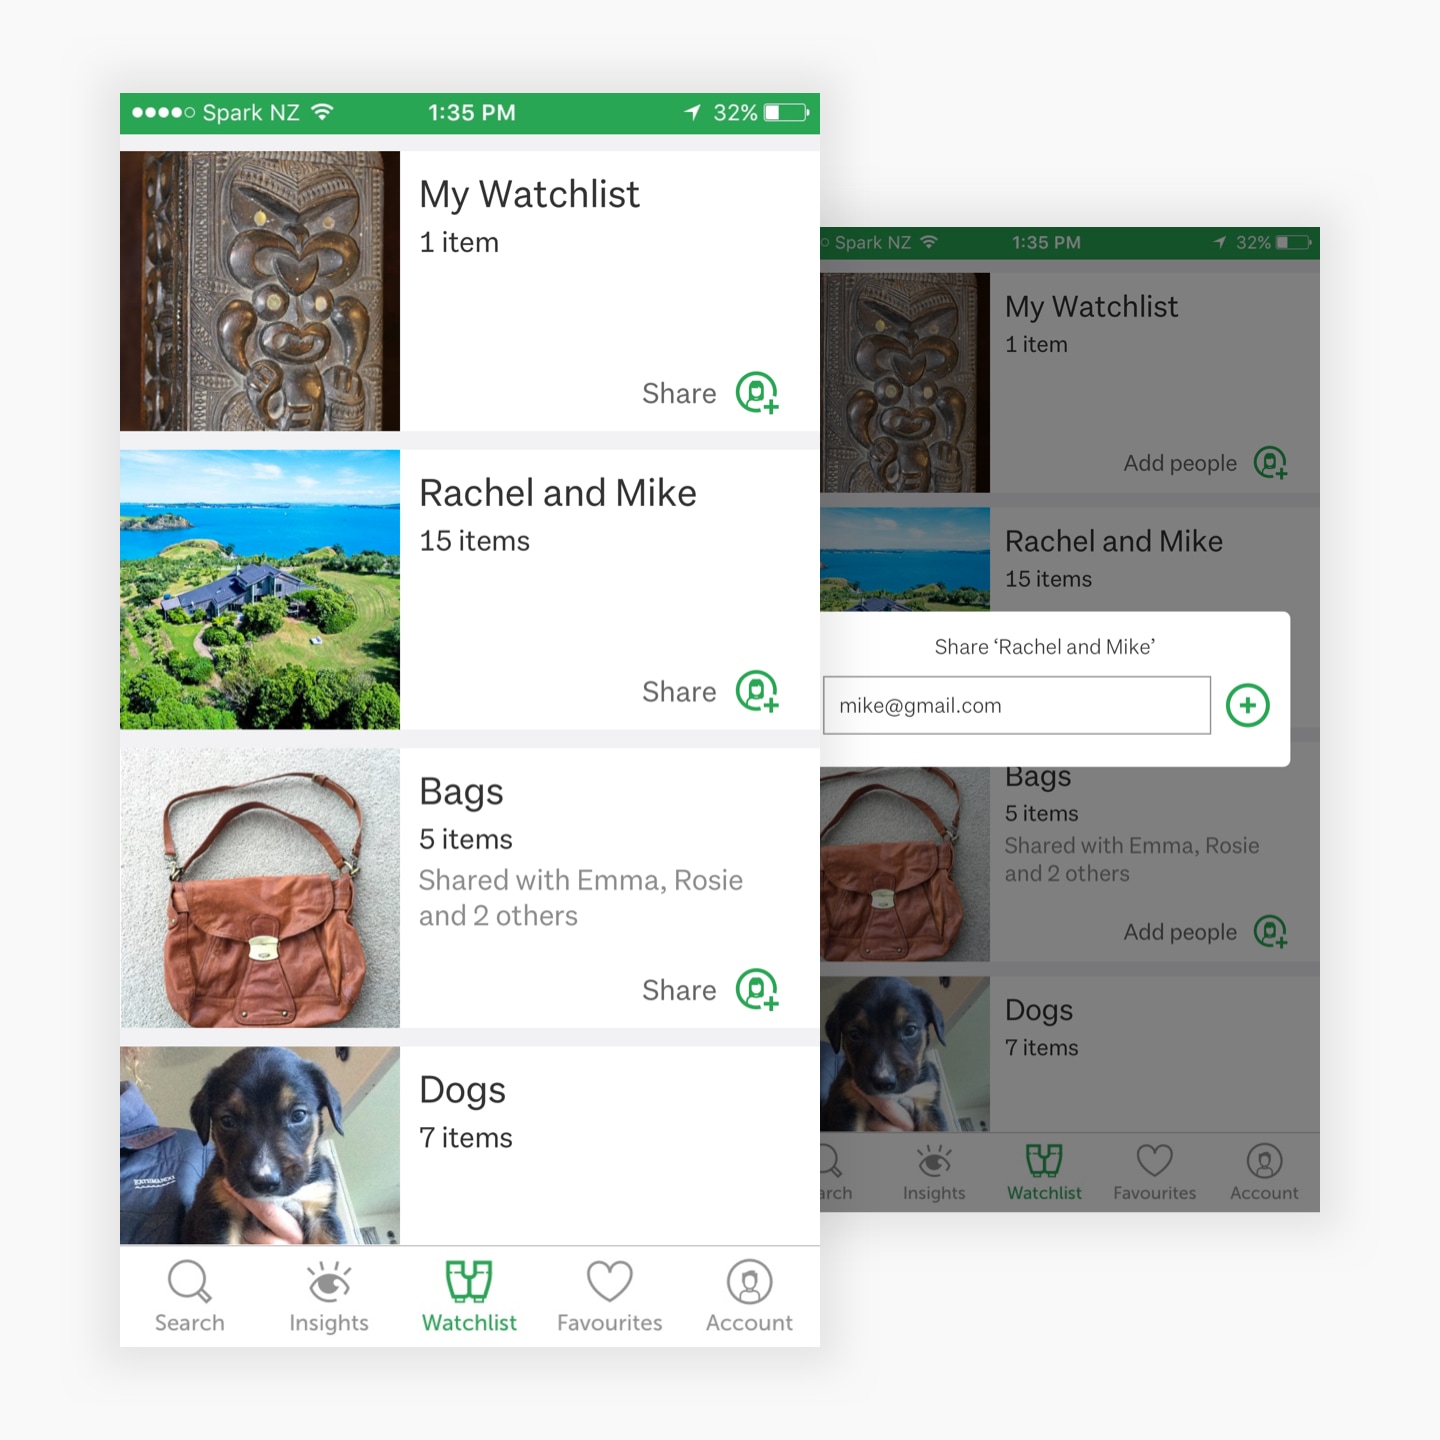 Spark NZ 1:35 PM 32%
My Watchlist
1 item
Share
Rachel and Mike
15 items
Share
Bags
5 items
Shared with Emma, Rosie
and 2 others
Share
Dogs
7 items
KATHMANDU
Search Insights Watchlist Favourites Account
Spark NZ 1:35 PM 32%
My Watchlist
1 item
Add people
Rachel and Mike
15 items
Share ‘Rachel and Mike’
mike@gmail.com
Bags
5 items
Shared with Emma, Rosie
and 2 others
Add people
Dogs
7 items
arch Insights Watchlist Favourites Account